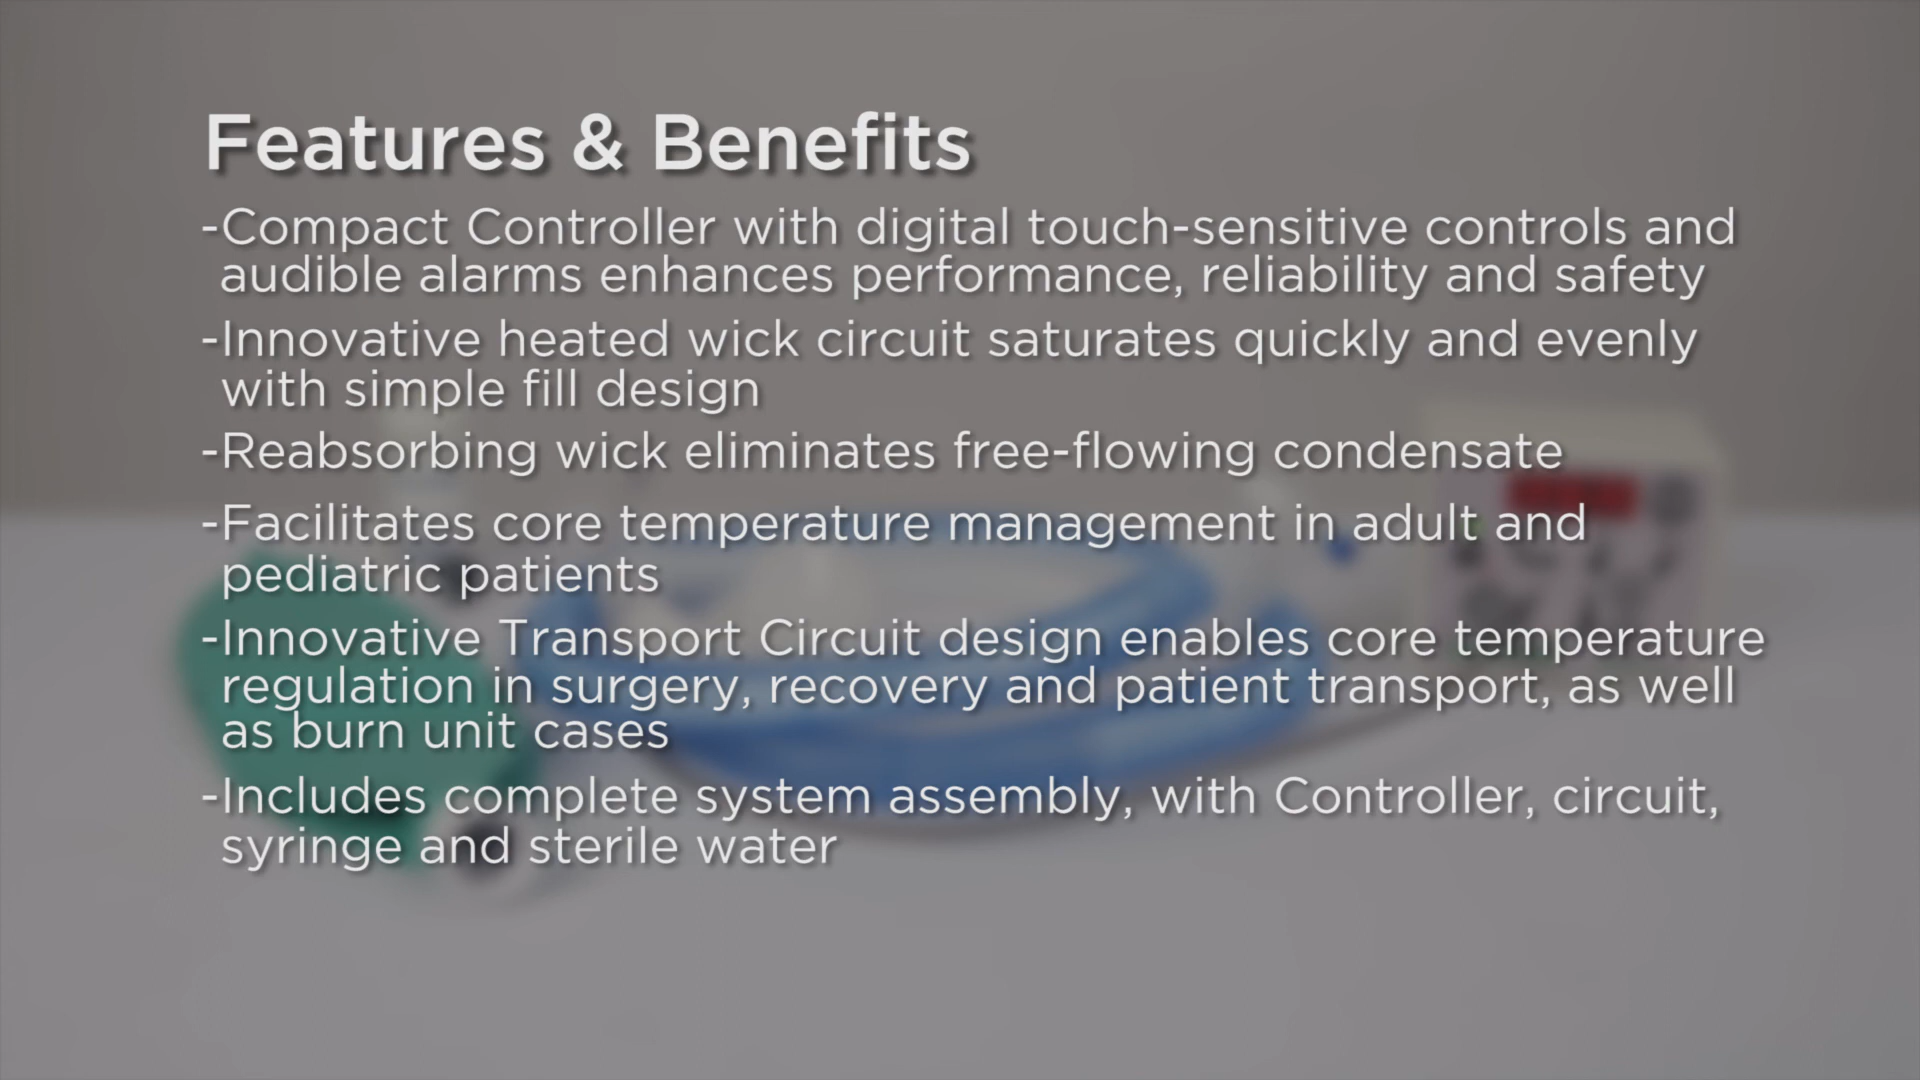 Features & Benefits
-Compact Controller with digital touch-sensitive controls and
audible alarms enhances performance, reliability and safety
-Innovative heated wick circuit saturates quickly and evenly
with simple fill design
-Reabsorbing wick eliminates free-flowing condensate
-Facilitates core temperature management in adult and
pediatric patients
-Innovative Transport Circuit design enables core temperature
regulation in surgery, recovery and patient transport, as well
as burn unit cases
-Includes complete system assembly, with Controller, circuit,
syringe and sterile water